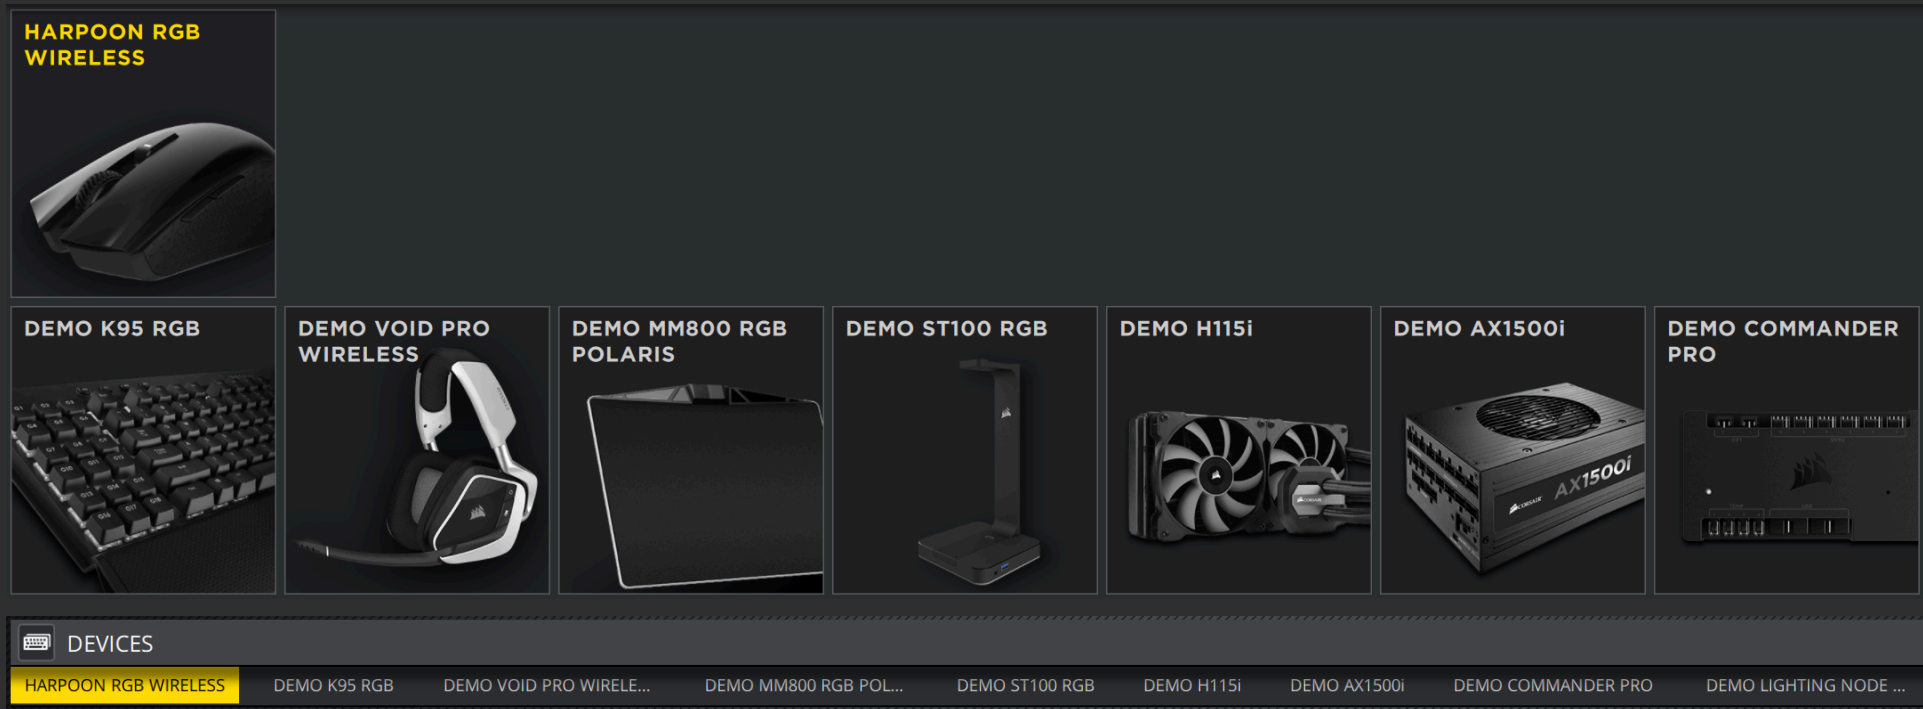 HARPOON RGB
WIRELESS
DEMO K95 RGB
DEMO VOID PRO
WIRELESS
DEMO MM800 RGB
POLARIS
DEMO ST100 RGB
DEMO H115i
DEMO AX1500i
CORSAIR
AX1500i
DEMO COMMANDER
PRO
DEVICES
HARPOON RGB WIRELESS
DEMO K95 RGB
DEMO VOID PRO WIRELE...
DEMO MM800 RGB POL...
DEMO ST100 RGB
DEMO H115i
DEMO AX1500i
DEMO COMMANDER PRO
DEMO LIGHTING NODE ...